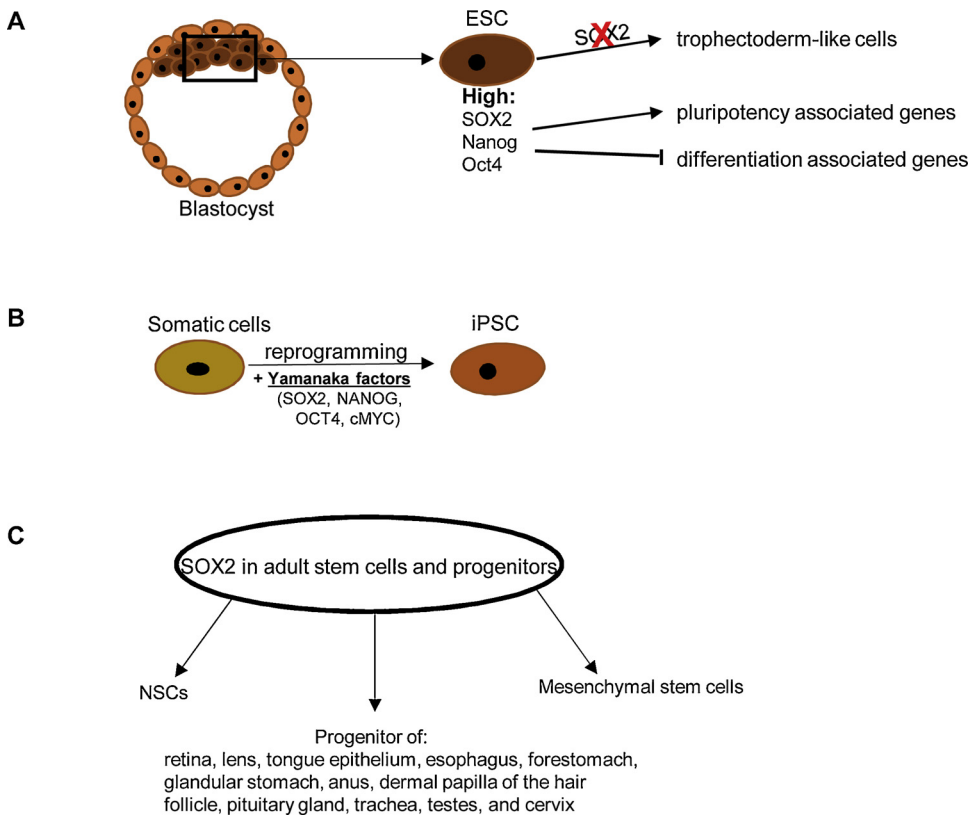 A
ESC
SOX2
trophectoderm-like cells
High:
SOX2
Nanog
Oct4
pluripotency associated genes
differentiation associated genes
Blastocyst
B
Somatic cells
reprogramming
+ Yamanaka factors
(SOX2, NANOG,
OCT4, cMYC)
iPSC
C
SOX2 in adult stem cells and progenitors
NSCs
Mesenchymal stem cells
Progenitor of:
retina, lens, tongue epithelium, esophagus, forestomach,
glandular stomach, anus, dermal papilla of the hair
follicle, pituitary gland, trachea, testes, and cervix